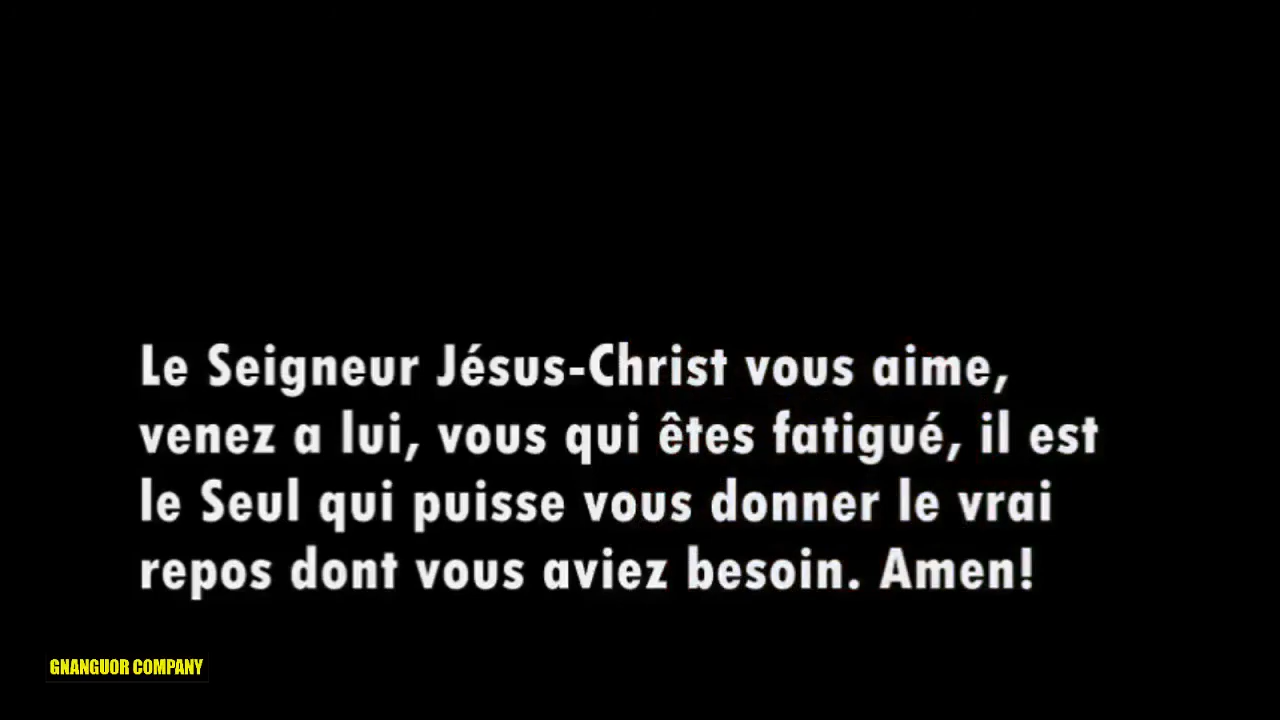 Le Seigneur Jésus-Christ vous aime,
venez a lui, vous qui êtes fatigué, il est
le Seul qui puisse vous donner le vrai
repos dont vous aviez besoin. Amen!
GNANGUOR COMPANY